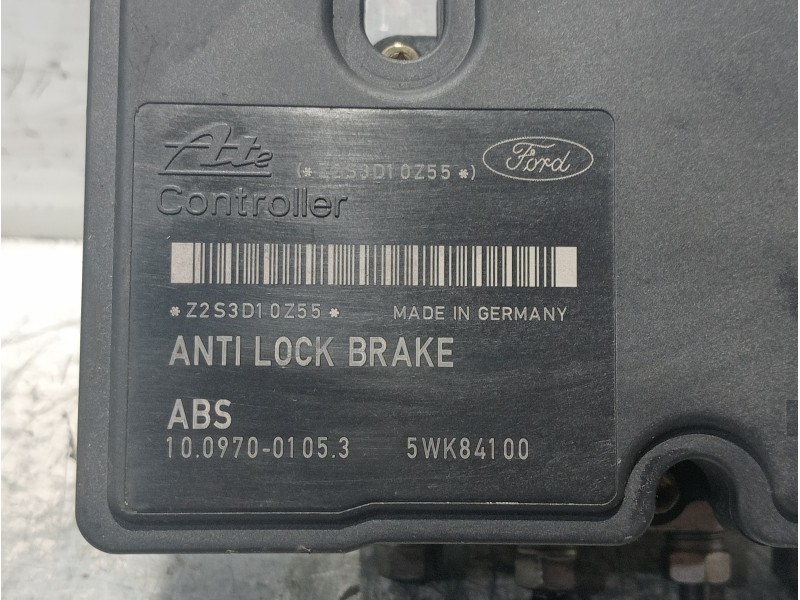 Ate (*Z2S3D10Z55*) Ford
Controller
*Z2S3D10Z55* MADE IN GERMANY
ANTI LOCK BRAKE
ABS
10.0970-0105.3 5WK84100